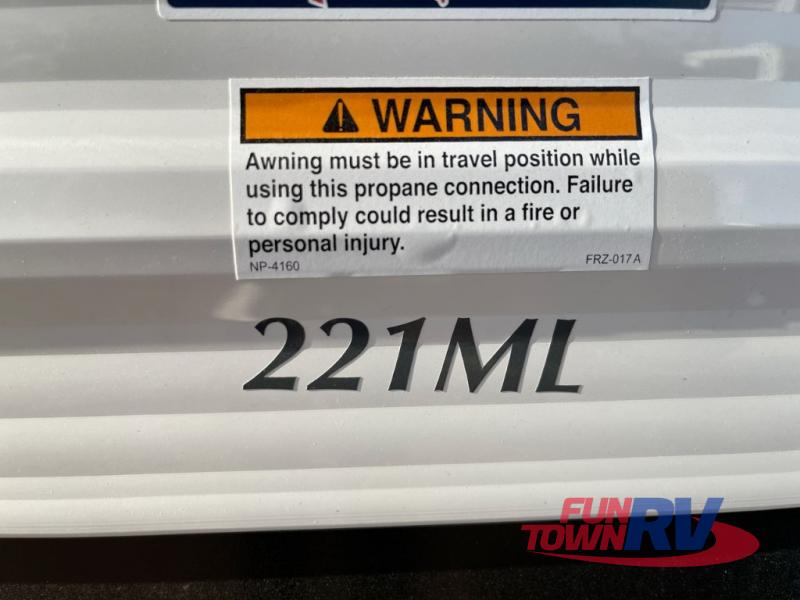 WARNING
Awning must be in travel position while
using this propane connection. Failure
to comply could result in a fire or
personal injury.
NP-4160 FRZ-017A
221ML
FUN
TOWN RV